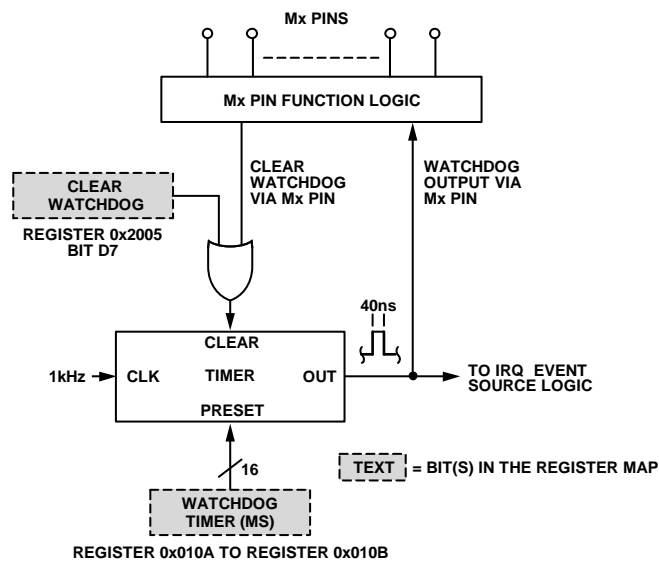 Mx PINS
Mx PIN FUNCTION LOGIC
CLEAR
WATCHDOG
VIA Mx PIN
WATCHDOG
OUTPUT VIA
Mx PIN
CLEAR
WATCHDOG
REGISTER 0x2005
BIT D7
40ns
CLEAR
1kHz
CLK
TIMER
OUT
PRESET
TO IRQ EVENT
SOURCE LOGIC
16
TEXT = BIT(S) IN THE REGISTER MAP
WATCHDOG
TIMER (MS)
REGISTER 0x010A TO REGISTER 0x010B